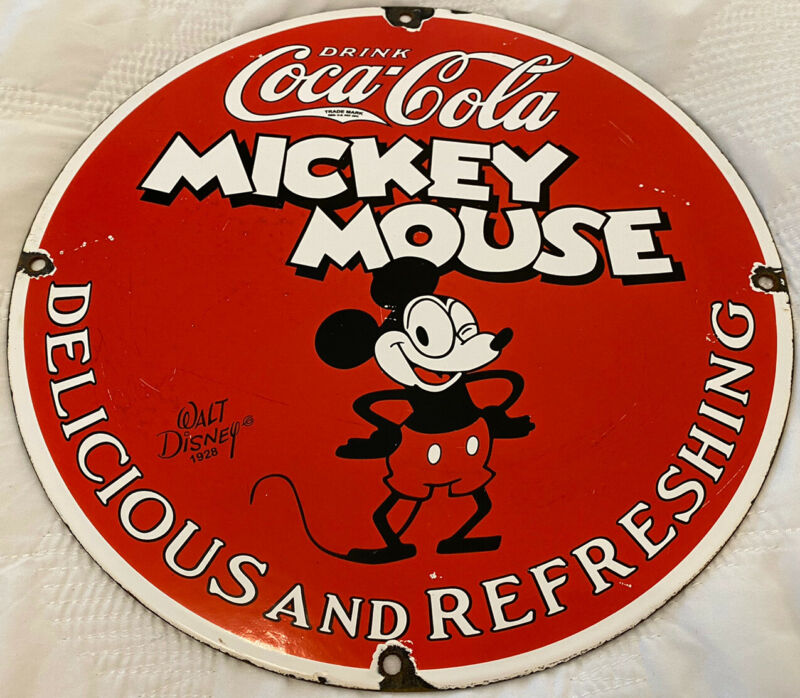 DRINK
Coca-Cola
TRADE MARK
MICKEY
MOUSE
WALT
DISNEY©
1928
DELICIOUS AND REFRESHING